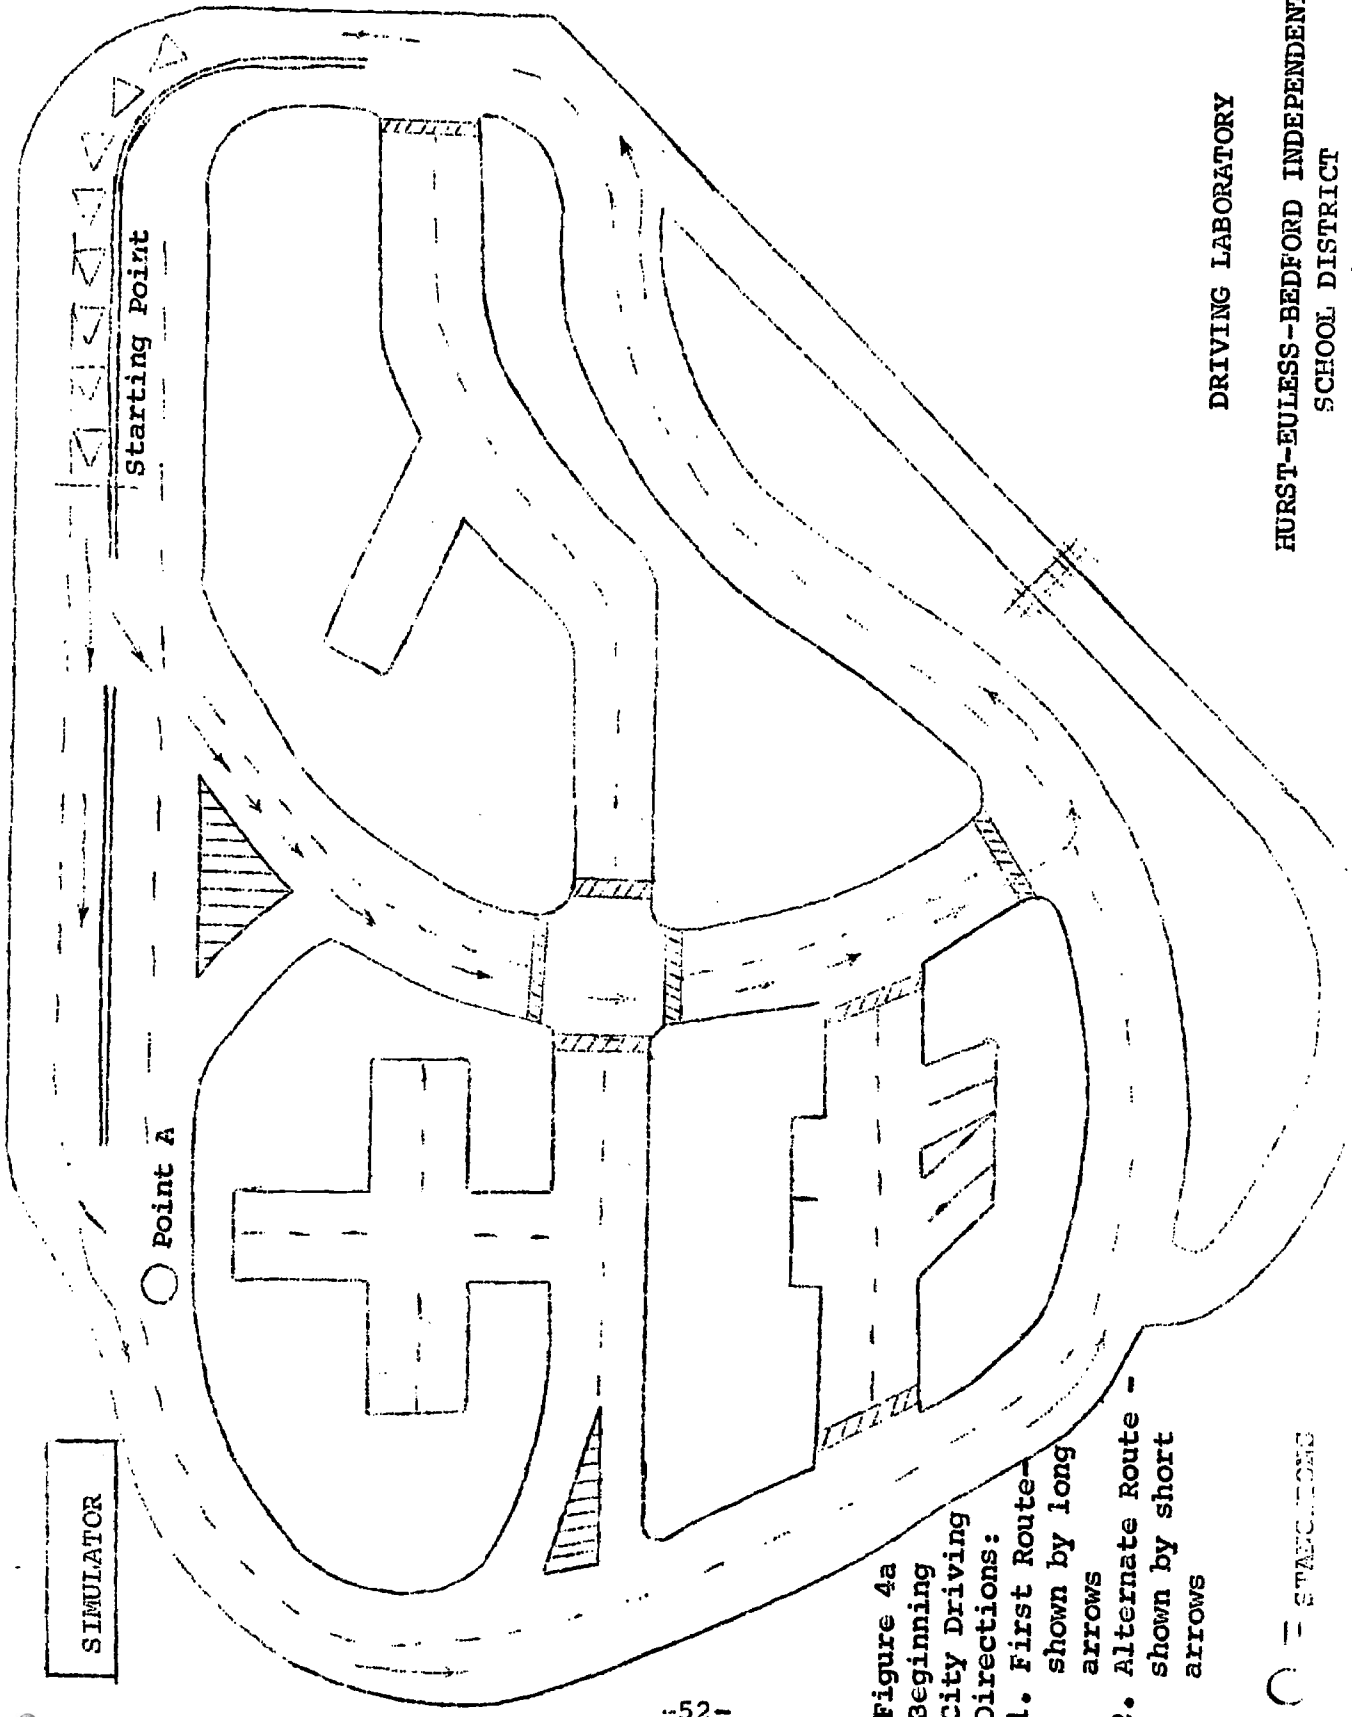 SIMULATOR
Point A
Starting Point
Figure 4a
Beginning
City Driving
Directions:
1. First Route-
shown by long
arrows
2. Alternate Route -
shown by short
arrows
= STANCHIONS
DRIVING LABORATORY
HURST-EULESS-BEDFORD INDEPENDENT
SCHOOL DISTRICT
-52-